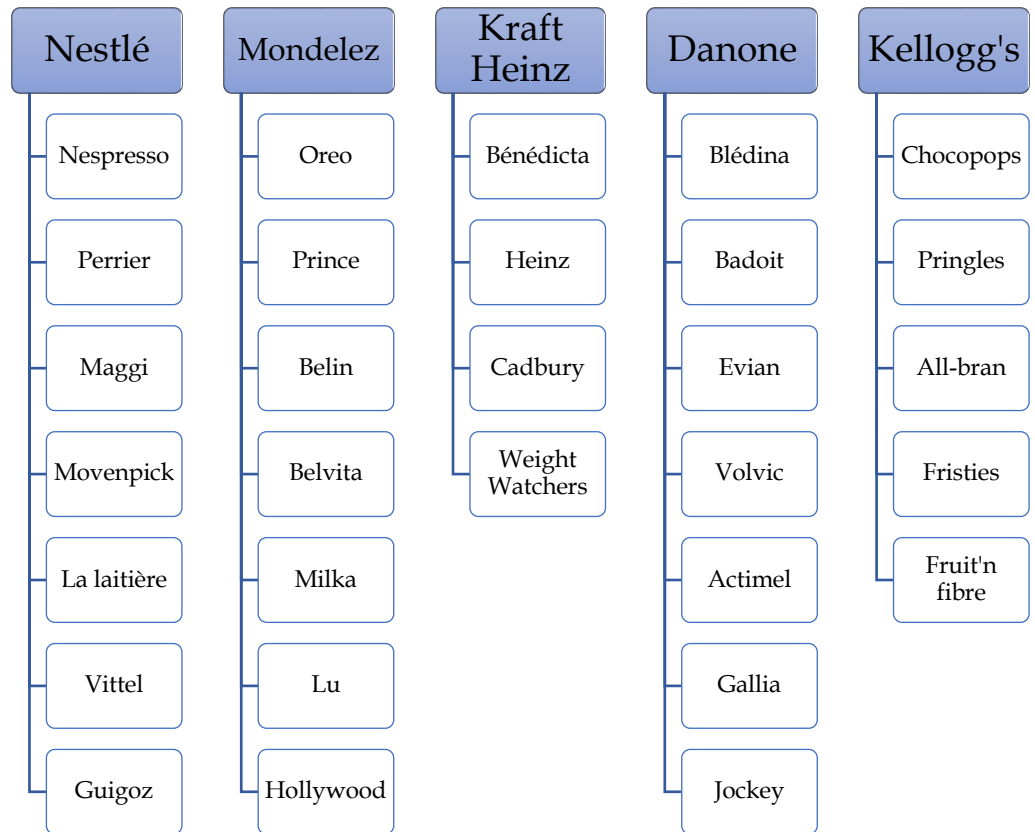 Nestlé
Nespresso
Perrier
Maggi
Movenpick
La laitière
Vittel
Guigoz
Mondelez
Oreo
Prince
Belin
Belvita
Milka
Lu
Hollywood
Kraft
Heinz
Bénédicta
Heinz
Cadbury
Weight
Watchers
Danone
Blédina
Badoit
Evian
Volvic
Actimel
Gallia
Jockey
Kellogg's
Chocopops
Pringles
All-bran
Fristies
Fruit'n
fibre